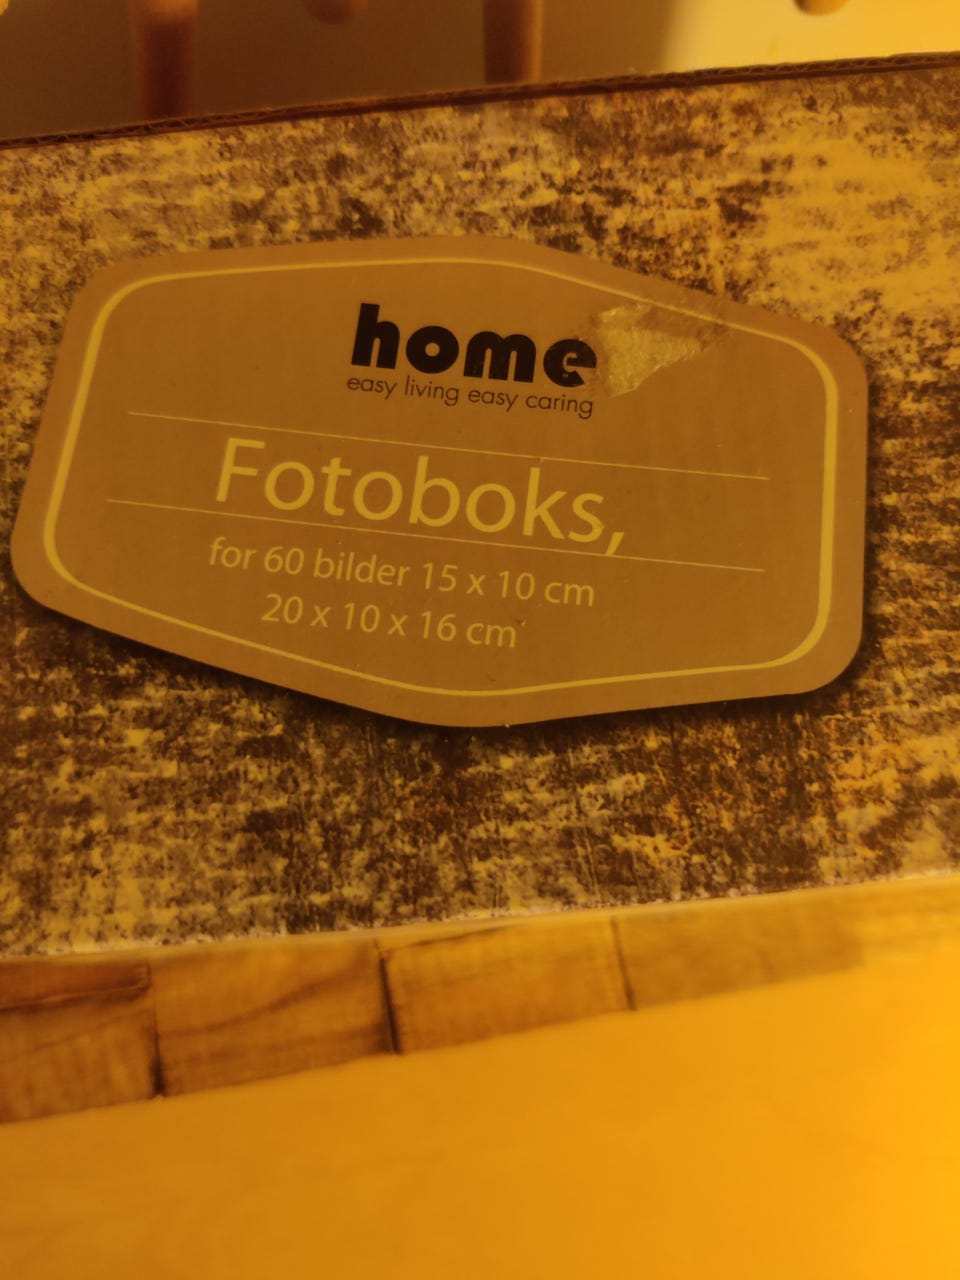 home
easy living easy caring
Fotoboks,
for 60 bilder 15 x 10 cm
20 x 10 x 16 cm